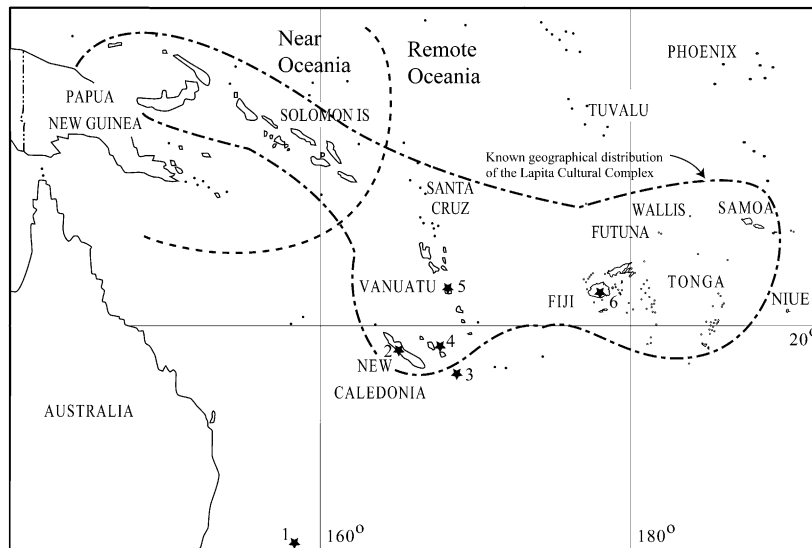 Near
Oceania
Remote
Oceania
PHOENIX
PAPUA
NEW GUINEA
SOLOMON IS
TUVALU
Known geographical distribution
of the Lapita Cultural Complex
SANTA
CRUZ
WALLIS
SAMOA
FUTUNA
VANUATU
5
FIJI
6
TONGA
NIUE
20°
2
4
NEW
3
CALEDONIA
AUSTRALIA
1
160°
180°